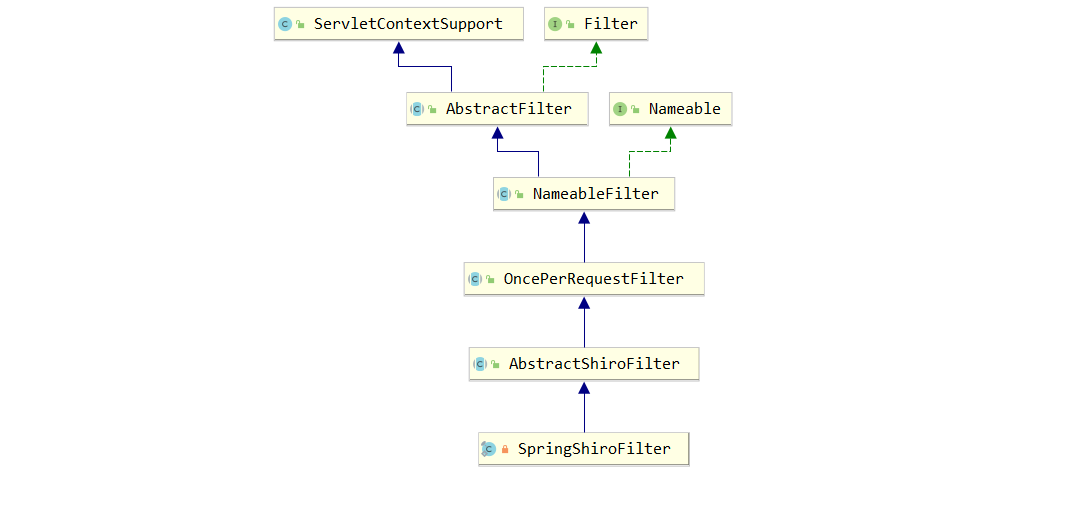 ServletContextSupport
Filter
AbstractFilter
Nameable
NameableFilter
OncePerRequestFilter
AbstractShiroFilter
SpringShiroFilter